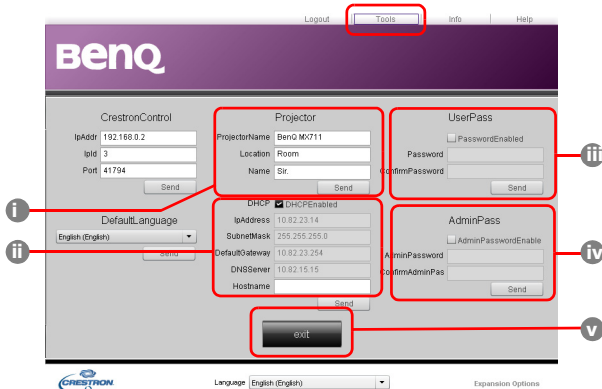 Logout Tools Info Help
BenQ
CrestronControl
IpAddr 192.168.0.2
IpId 3
Port 41794
Send
Projector
ProjectorName BenQ MX711
Location Room
Name Sir.
Send
UserPass
PasswordEnabled
Password
ConfirmPassword
Send
iii
i
ii
DefaultLanguage
English (English)
Send
DHCP DHCPEnabled
IpAddress 10.82.23.14
SubnetMask 255.255.255.0
DefaultGateway 10.82.23.254
DNSServer 10.82.15.15
Hostname
Send
AdminPass
AdminPasswordEnable
AdminPassword
ConfirmAdminPas
Send
iv
exit
v
CRESTRON
Language English (English)
Expansion Options